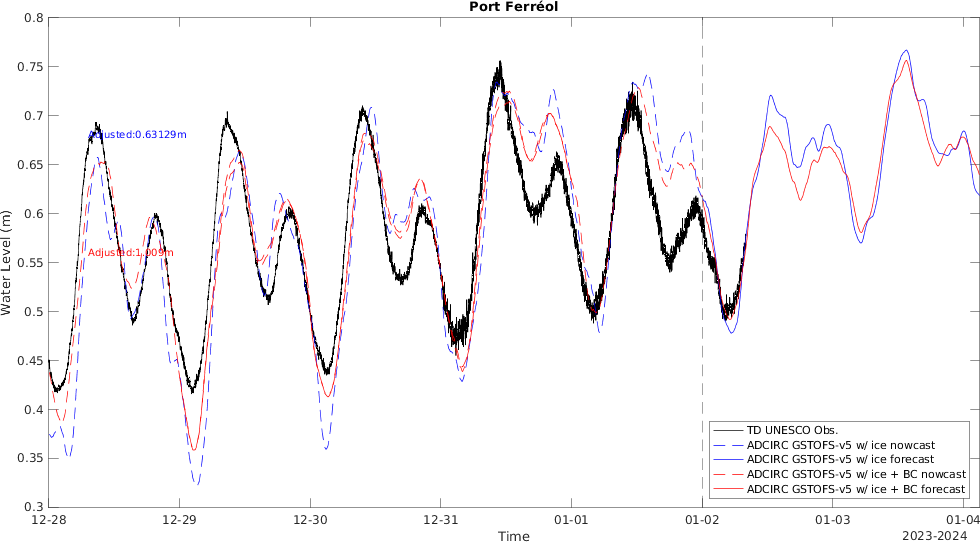 Port Ferréol
0.8
0.75
0.7
0.65
0.6
0.55
0.5
0.45
0.4
0.35
0.3
Water Level (m)
Adjusted:0.63129m
Adjusted:1.009m
TD UNESCO Obs.
ADCIRC GSTOFS-v5 w/ ice nowcast
ADCIRC GSTOFS-v5 w/ ice forecast
ADCIRC GSTOFS-v5 w/ ice + BC nowcast
ADCIRC GSTOFS-v5 w/ ice + BC forecast
12-28 12-29 12-30 12-31 01-01 01-02 01-03 01-04
Time
2023-2024